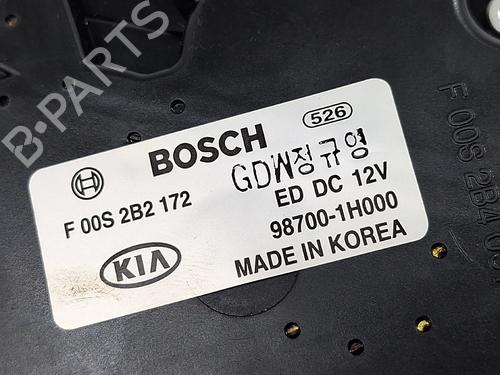 B-PARTS
BOSCH
526
GDW정규영
F 00S 2B2 172
ED DC 12V
98700-1H000
KIA
MADE IN KOREA
F 00S 2B4 0